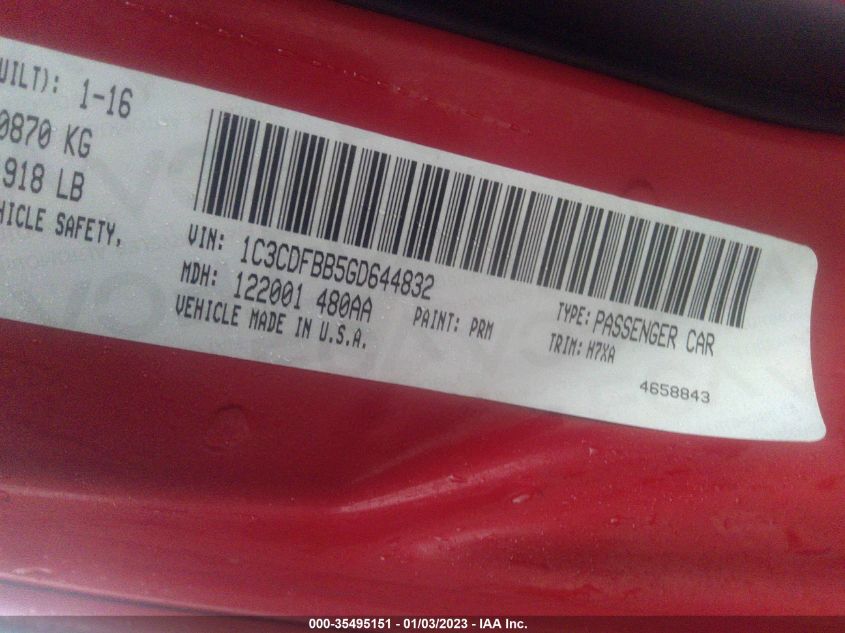 UILT): 1-16
0870 KG
918 LB
HICLE SAFETY,
VIN: 1C3CDFBB5GD644832
MDH: 122001 480AA
VEHICLE MADE IN U.S.A.
PAINT: PRM
TYPE: PASSENGER CAR
TRIM: H7XA
4658843
000-35495151 — 01/03/2023 — IAA Inc.